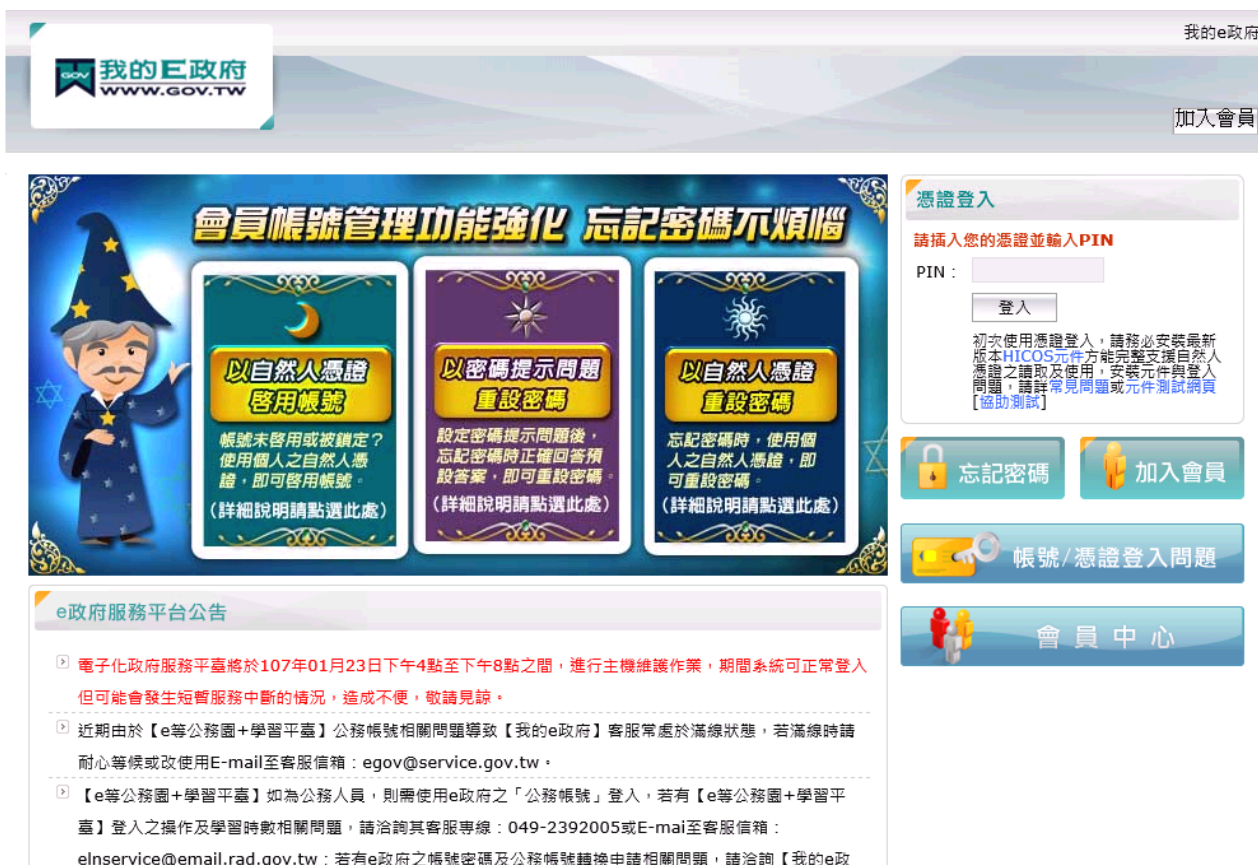 我的e政府
GOV 我的E政府
WWW.GOV.TW
加入會員
會員帳號管理功能強化 忘記密碼不煩惱
以自然人憑證
啓用帳號
帳號未啓用或被鎖定？
使用個人之自然人憑
證，即可啓用帳號。
(詳細說明請點選此處)
以密碼提示問題
重設密碼
設定密碼提示問題後，
忘記密碼時正確回答預
設答案，即可重設密碼。
(詳細說明請點選此處)
以自然人憑證
重設密碼
忘記密碼時，使用個
人之自然人憑證，即
可重設密碼。
(詳細說明請點選此處)
憑證登入
請插入您的憑證並輸入PIN
PIN：
登入
初次使用憑證登入，請務必安裝最新
版本HICOS元件方能完整支援自然人
憑證之讀取及使用，安裝元件與登入
問題，請詳常見問題或元件測試網頁
[協助測試]
忘記密碼
加入會員
帳號/憑證登入問題
會員中心
e政府服務平台公告
電子化政府服務平臺將於107年01月23日下午4點至下午8點之間，進行主機維護作業，期間系統可正常登入
但可能會發生短暫服務中斷的情況，造成不便，敬請見諒。
近期由於【e等公務園+學習平臺】公務帳號相關問題導致【我的e政府】客服常處於滿線狀態，若滿線時請
耐心等候或改使用E-mail至客服信箱：egov@service.gov.tw。
【e等公務園+學習平臺】如為公務人員，則需使用e政府之「公務帳號」登入，若有【e等公務園+學習平
臺】登入之操作及學習時數相關問題，請洽詢其客服專線：049-2392005或E-mai至客服信箱：
elnservice@email.rad.gov.tw；若有e政府之帳號密碼及公務帳號轉換申請相關問題，請洽詢【我的e政